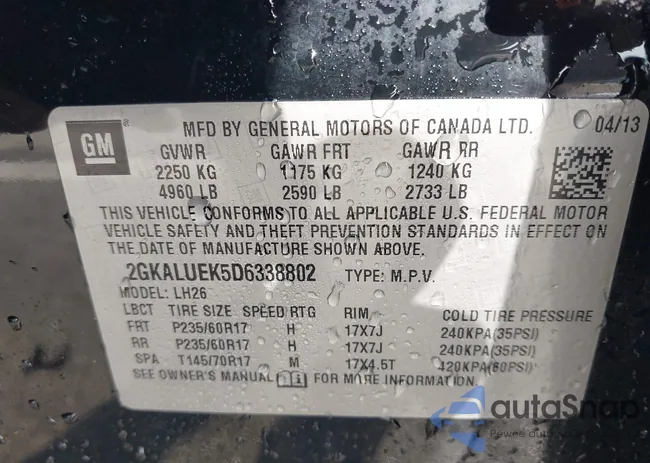 GM ®
MFD BY GENERAL MOTORS OF CANADA LTD. 04/13
GVWR GAWR FRT GAWR RR
2250 KG 1175 KG 1240 KG
4960 LB 2590 LB 2733 LB
THIS VEHICLE CONFORMS TO ALL APPLICABLE U.S. FEDERAL MOTOR
VEHICLE SAFETY AND THEFT PREVENTION STANDARDS IN EFFECT ON
THE DATE OF MANUFACTURE SHOWN ABOVE.
2GKALUEK5D6338802 TYPE: M.P.V.
MODEL: LH26
LBCT TIRE SIZE SPEED RTG RIM COLD TIRE PRESSURE
FRT P235/60R17 H 17X7J 240KPA(35PSI)
RR P235/60R17 H 17X7J 240KPA(35PSI)
SPA T145/70R17 M 17X4.5T 420KPA(60PSI)
SEE OWNER'S MANUAL FOR MORE INFORMATION
autoSnap